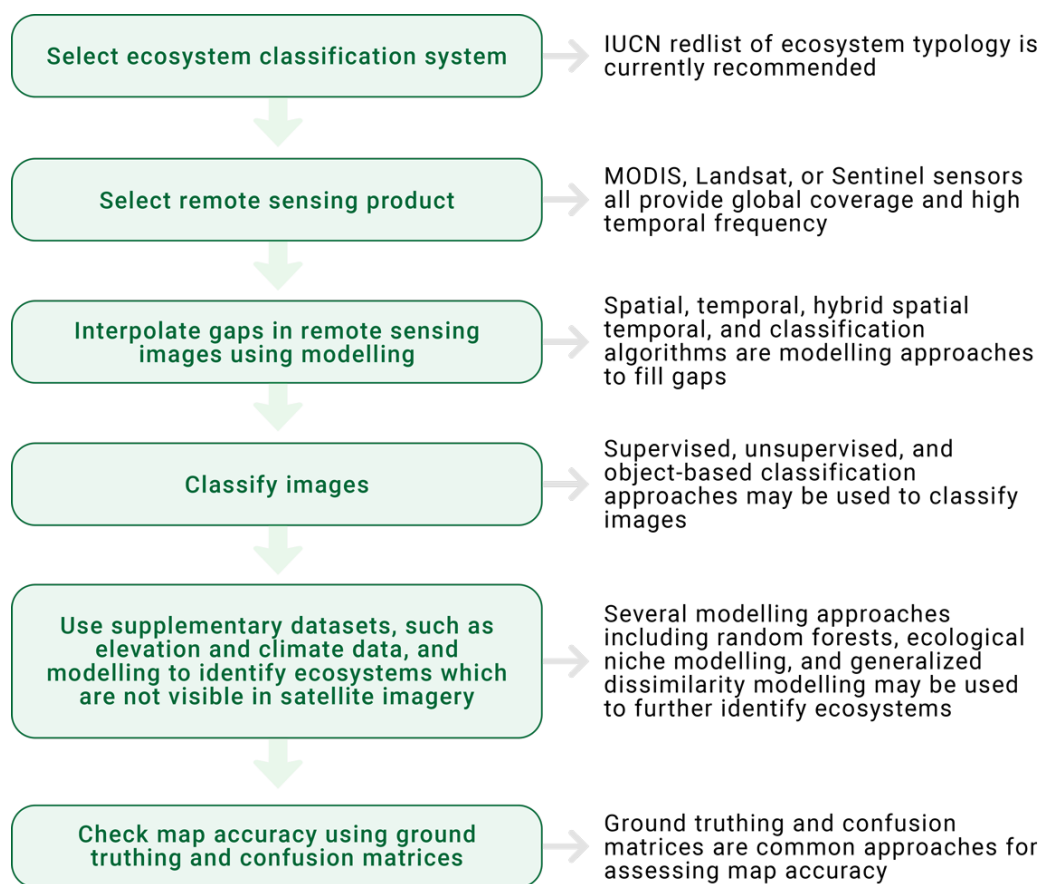 Select ecosystem classification system
IUCN redlist of ecosystem typology is
currently recommended
Select remote sensing product
MODIS, Landsat, or Sentinel sensors
all provide global coverage and high
temporal frequency
Interpolate gaps in remote sensing
images using modelling
Spatial, temporal, hybrid spatial
temporal, and classification
algorithms are modelling approaches
to fill gaps
Classify images
Supervised, unsupervised, and
object-based classification
approaches may be used to classify
images
Use supplementary datasets, such as
elevation and climate data, and
modelling to identify ecosystems which
are not visible in satellite imagery
Several modelling approaches
including random forests, ecological
niche modelling, and generalized
dissimilarity modelling may be used
to further identify ecosystems
Check map accuracy using ground
truthing and confusion matrices
Ground truthing and confusion
matrices are common approaches for
assessing map accuracy